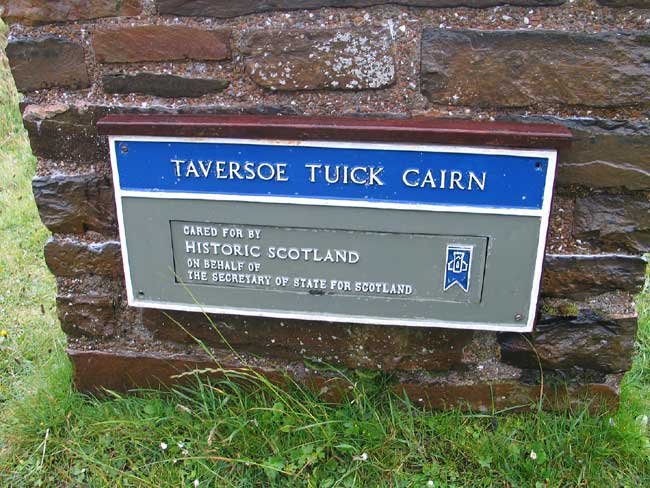 TAVERSOE TUICK CAIRN
CARED FOR BY
HISTORIC SCOTLAND
ON BEHALF OF
THE SECRETARY OF STATE FOR SCOTLAND